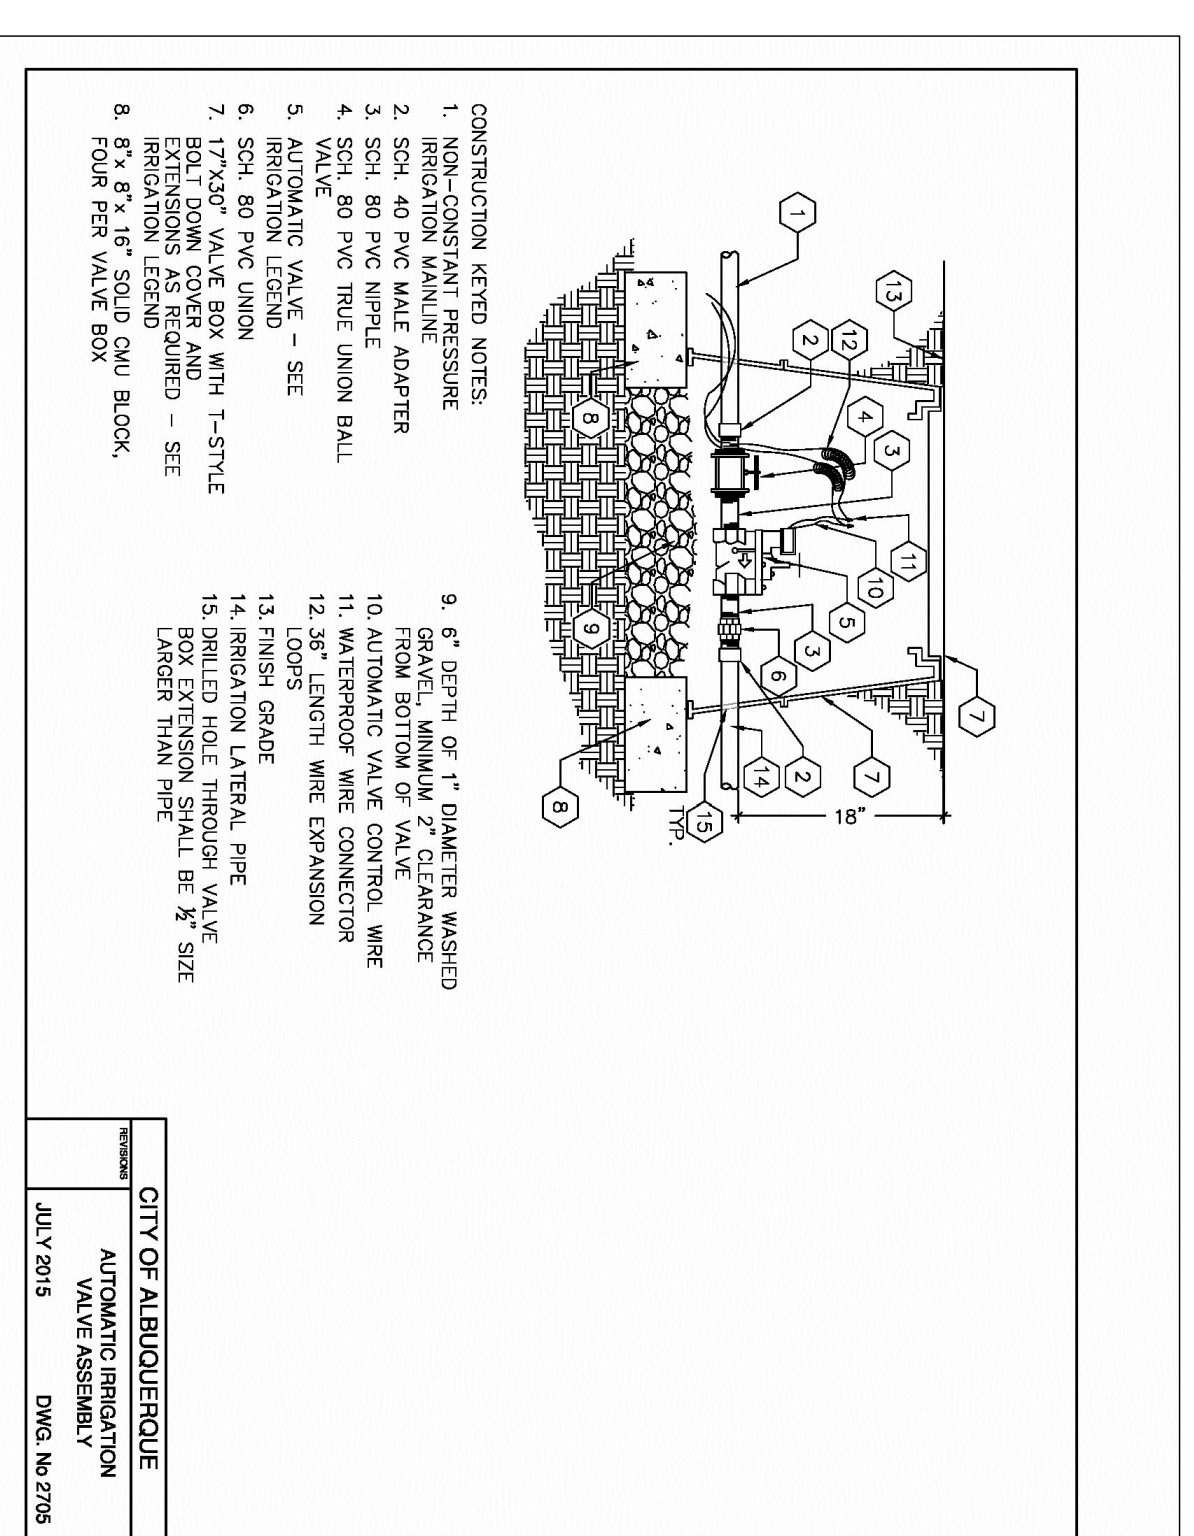 13
12
2
1
4
3
11
10
5
3
6
7
7
2
14
15
TYP.
18"
8
9
8
CONSTRUCTION KEYED NOTES:
1. NON-CONSTANT PRESSURE
IRRIGATION MAINLINE
2. SCH. 40 PVC MALE ADAPTER
3. SCH. 80 PVC NIPPLE
4. SCH. 80 PVC TRUE UNION BALL
VALVE
5. AUTOMATIC VALVE - SEE
IRRIGATION LEGEND
6. SCH. 80 PVC UNION
7. 17"X30" VALVE BOX WITH T-STYLE
BOLT DOWN COVER AND
EXTENSIONS AS REQUIRED - SEE
IRRIGATION LEGEND
8. 8"x 8"x 16" SOLID CMU BLOCK,
FOUR PER VALVE BOX
9. 6" DEPTH OF 1" DIAMETER WASHED
GRAVEL, MINIMUM 2" CLEARANCE
FROM BOTTOM OF VALVE
10. AUTOMATIC VALVE CONTROL WIRE
11. WATERPROOF WIRE CONNECTOR
12. 36" LENGTH WIRE EXPANSION
LOOPS
13. FINISH GRADE
14. IRRIGATION LATERAL PIPE
15. DRILLED HOLE THROUGH VALVE
BOX EXTENSION SHALL BE ½" SIZE
LARGER THAN PIPE
REVISIONS
CITY OF ALBUQUERQUE
AUTOMATIC IRRIGATION
VALVE ASSEMBLY
JULY 2015 DWG. No 2705